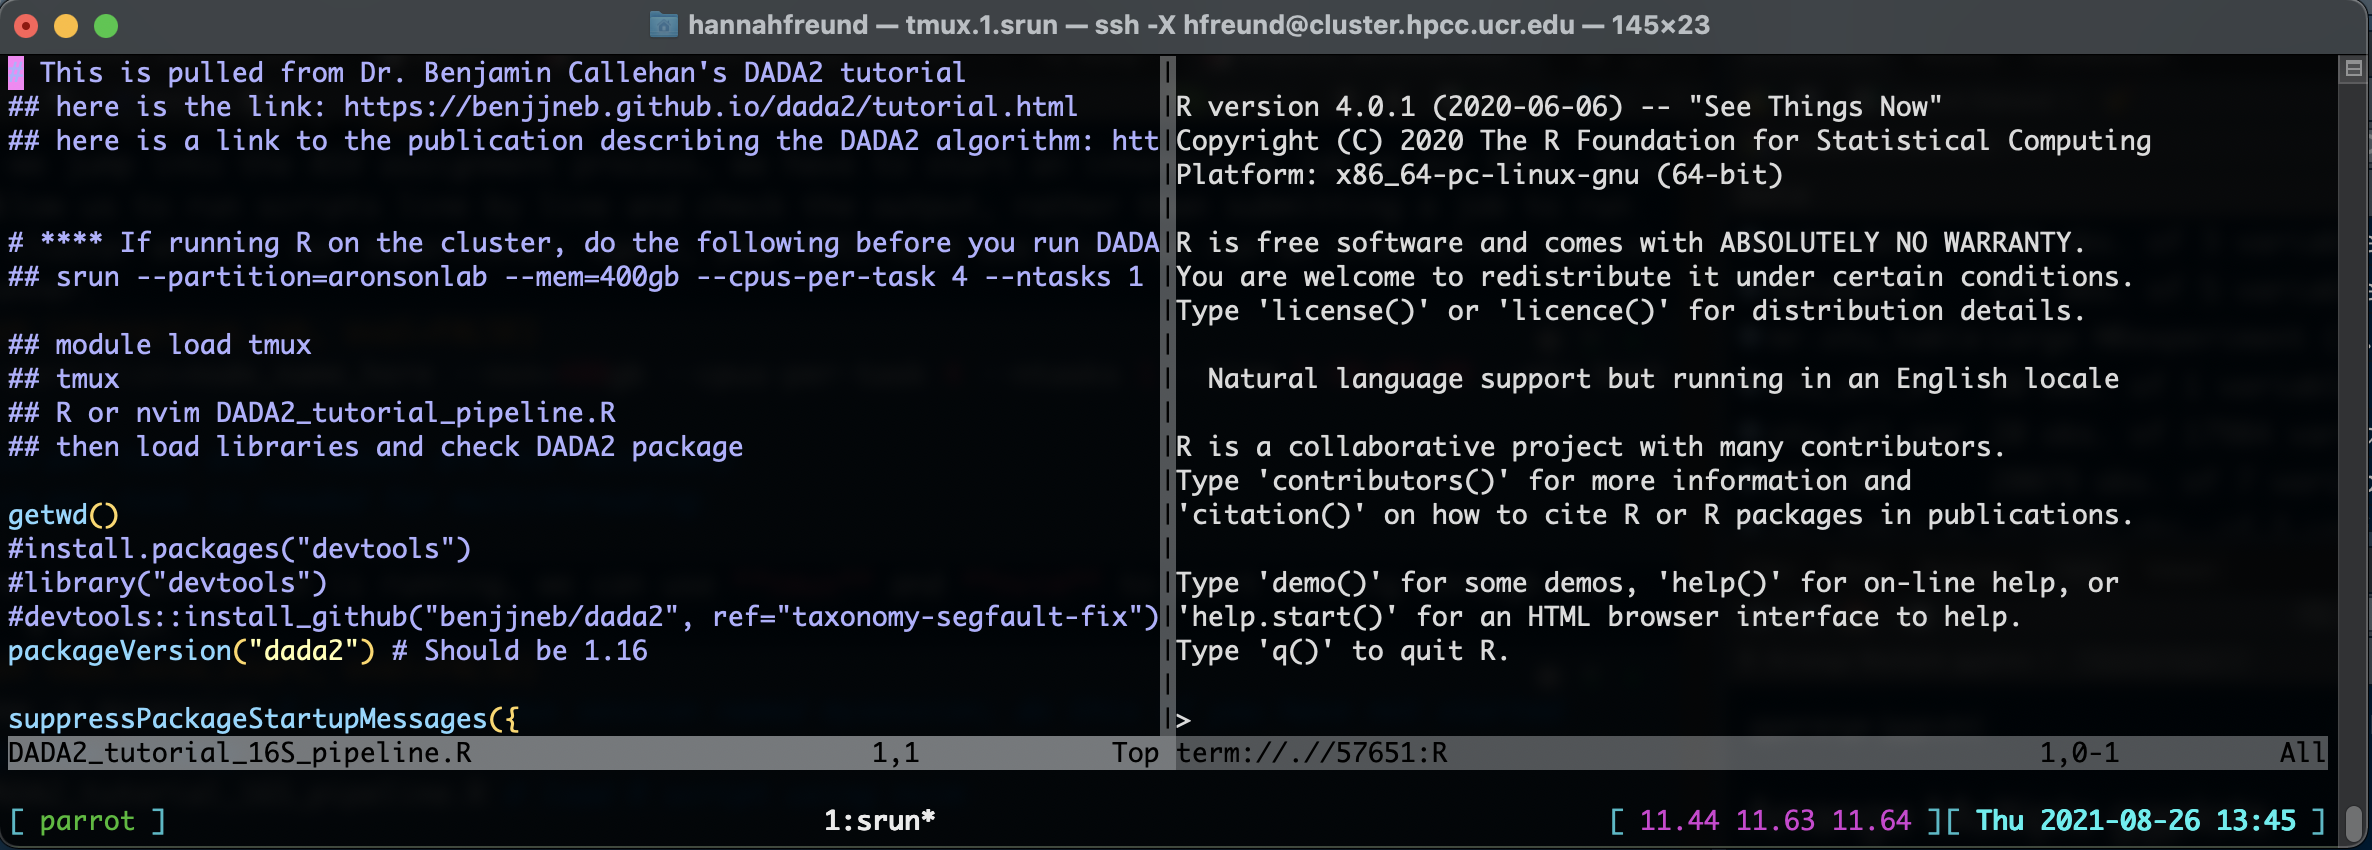 hannahfreund — tmux.1.srun — ssh -X hfreund@cluster.hpcc.ucr.edu — 145×23
# This is pulled from Dr. Benjamin Callehan's DADA2 tutorial
## here is the link: https://benjjneb.github.io/dada2/tutorial.html
## here is a link to the publication describing the DADA2 algorithm: htt
# **** If running R on the cluster, do the following before you run DADA
## srun --partition=aronsonlab --mem=400gb --cpus-per-task 4 --ntasks 1
## module load tmux
## tmux
## R or nvim DADA2_tutorial_pipeline.R
## then load libraries and check DADA2 package
getwd()
#install.packages("devtools")
#library("devtools")
#devtools::install_github("benjjneb/dada2", ref="taxonomy-segfault-fix")
packageVersion("dada2") # Should be 1.16
suppressPackageStartupMessages({
DADA2_tutorial_16S_pipeline.R 1,1 Top
R version 4.0.1 (2020-06-06) -- "See Things Now"
Copyright (C) 2020 The R Foundation for Statistical Computing
Platform: x86_64-pc-linux-gnu (64-bit)
R is free software and comes with ABSOLUTELY NO WARRANTY.
You are welcome to redistribute it under certain conditions.
Type 'license()' or 'licence()' for distribution details.
Natural language support but running in an English locale
R is a collaborative project with many contributors.
Type 'contributors()' for more information and
'citation()' on how to cite R or R packages in publications.
Type 'demo()' for some demos, 'help()' for on-line help, or
'help.start()' for an HTML browser interface to help.
Type 'q()' to quit R.
>
term://.//57651:R 1,0-1 All
[ parrot ] 1:srun* [ 11.44 11.63 11.64 ][ Thu 2021-08-26 13:45 ]